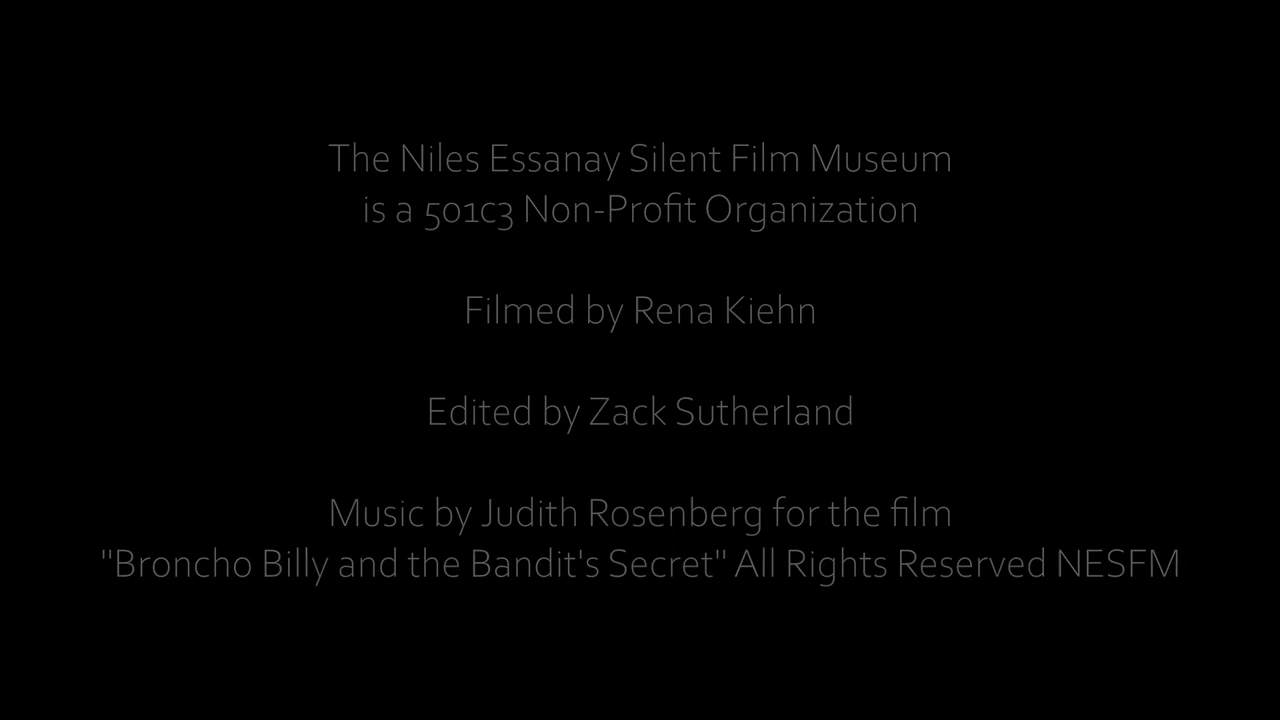 The Niles Essanay Silent Film Museum
is a 501c3 Non-Profit Organization
Filmed by Rena Kiehn
Edited by Zack Sutherland
Music by Judith Rosenberg for the film
"Broncho Billy and the Bandit's Secret" All Rights Reserved NESFM